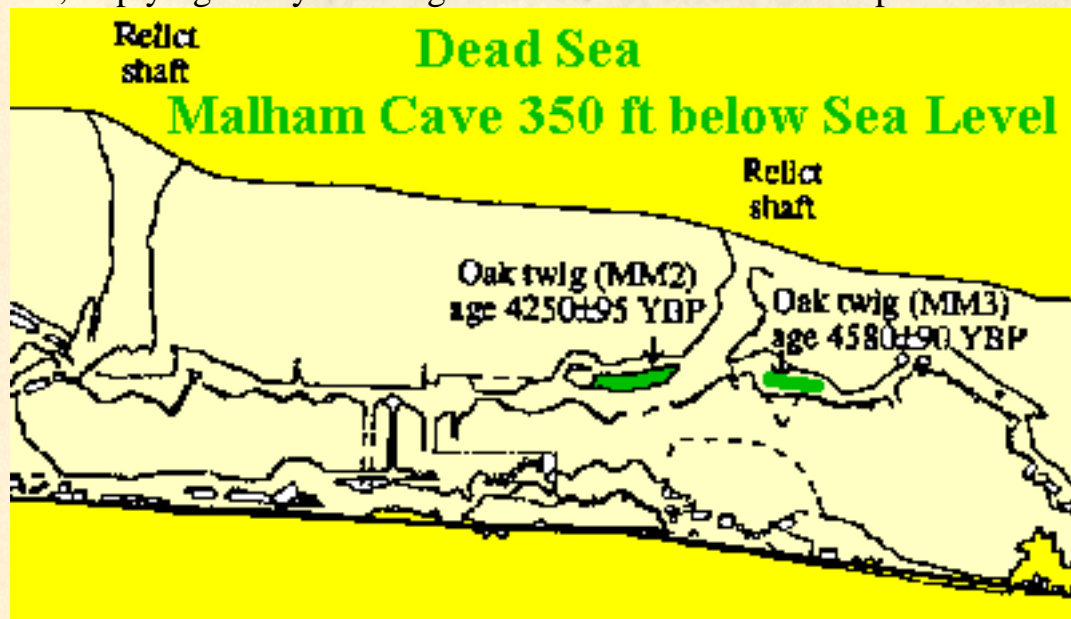 Relict
shaft
Dead Sea
Malham Cave 350 ft below Sea Level
Relict
shaft
Oak twig (MM2)
age 4250±95 YBP
Oak twig (MM3)
age 4580±90 YBP